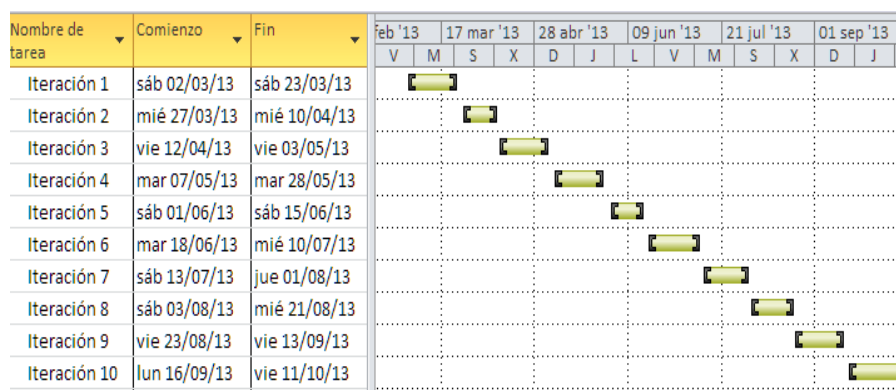 Nombre de tarea Comienzo Fin feb '13 17 mar '13 28 abr '13 09 jun '13 21 jul '13 01 sep '13
V M S X D J L V M S X D J
Iteración 1 sáb 02/03/13 sáb 23/03/13
Iteración 2 mié 27/03/13 mié 10/04/13
Iteración 3 vie 12/04/13 vie 03/05/13
Iteración 4 mar 07/05/13 mar 28/05/13
Iteración 5 sáb 01/06/13 sáb 15/06/13
Iteración 6 mar 18/06/13 mié 10/07/13
Iteración 7 sáb 13/07/13 jue 01/08/13
Iteración 8 sáb 03/08/13 mié 21/08/13
Iteración 9 vie 23/08/13 vie 13/09/13
Iteración 10 lun 16/09/13 vie 11/10/13